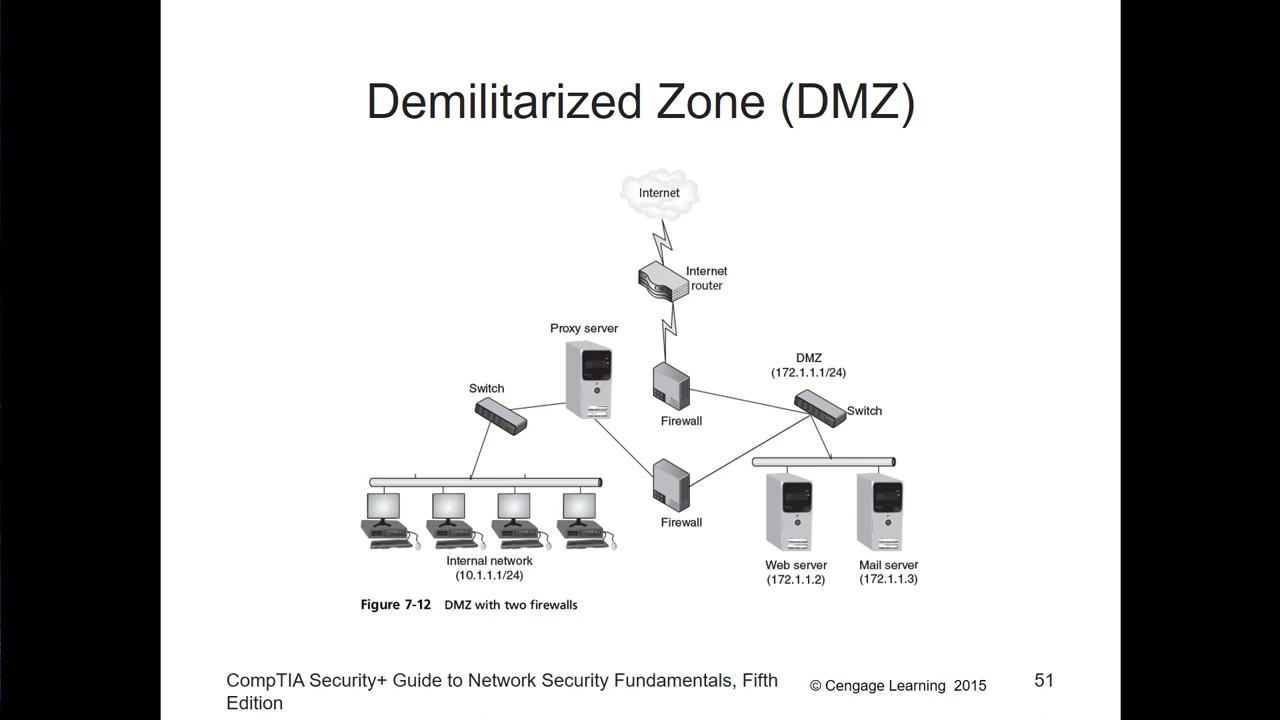 Demilitarized Zone (DMZ)
Internet
Internet
router
Proxy server
DMZ
(172.1.1.1/24)
Switch
Switch
Firewall
Firewall
Internal network
(10.1.1.1/24)
Web server
(172.1.1.2)
Mail server
(172.1.1.3)
Figure 7-12 DMZ with two firewalls
CompTIA Security+ Guide to Network Security Fundamentals, Fifth
Edition
© Cengage Learning 2015
51